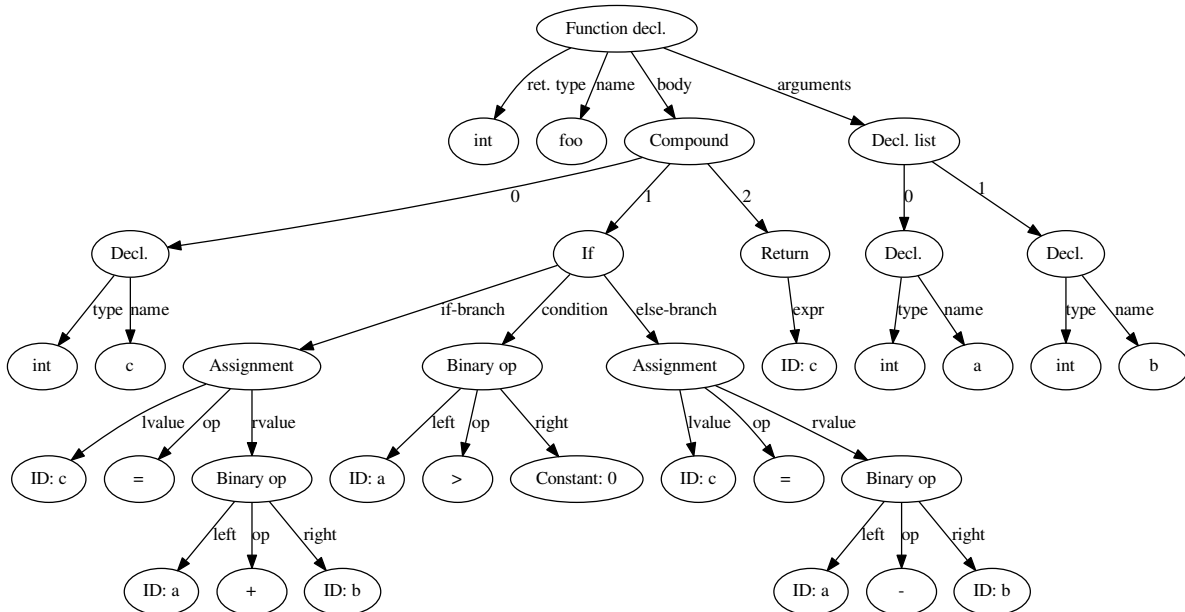 Function decl.
ret. type name body arguments
int foo Compound Decl. list
0 1 2 0 1
Decl. If Return Decl. Decl.
type name if-branch condition else-branch expr type name type name
int c Assignment Binary op Assignment ID: c int a int b
lvalue op rvalue left op right lvalue op rvalue
ID: c = Binary op ID: a > Constant: 0 ID: c = Binary op
left op right left op right
ID: a + ID: b ID: a - ID: b